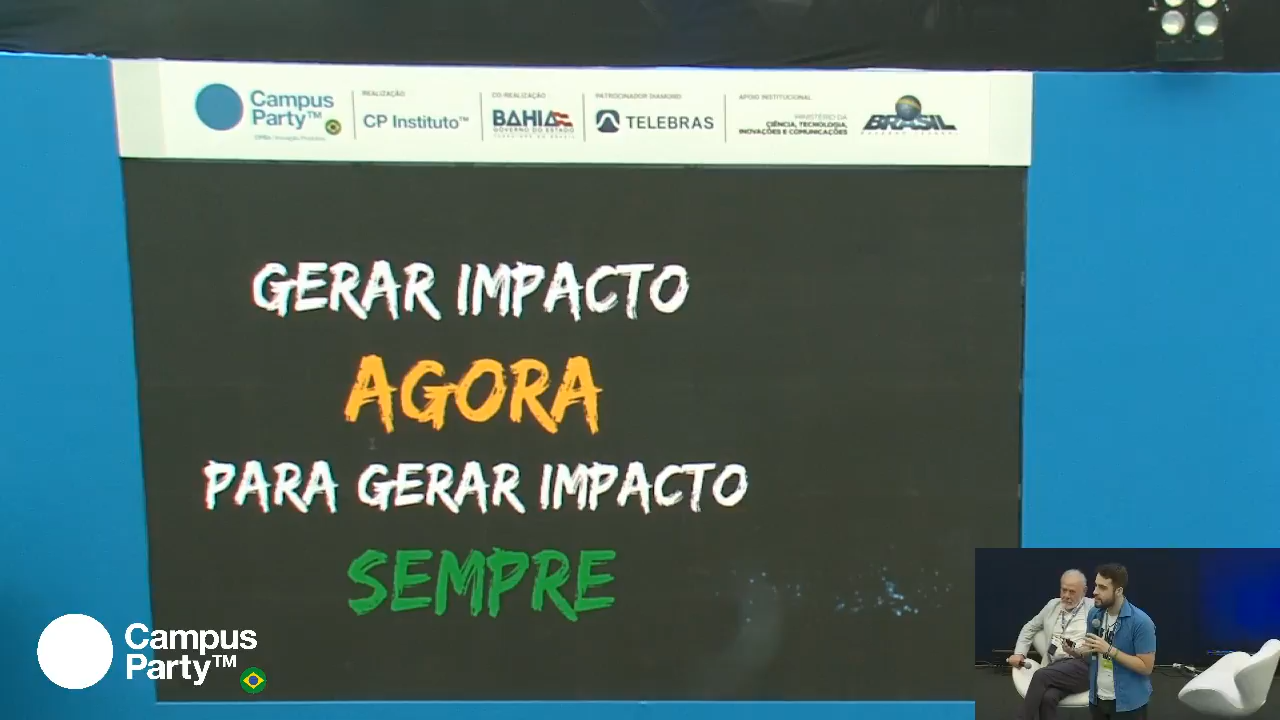 Campus
Party™
REALIZAÇÃO
CP Instituto™
CO-REALIZAÇÃO
BAHIA
GOVERNO DO ESTADO
PATROCINADOR DIAMOND
TELEBRAS
APOIO INSTITUCIONAL
MINISTÉRIO DA
CIÊNCIA, TECNOLOGIA,
INOVAÇÕES E COMUNICAÇÕES
BRASIL
GERAR IMPACTO
AGORA
PARA GERAR IMPACTO
SEMPRE
Campus
Party™